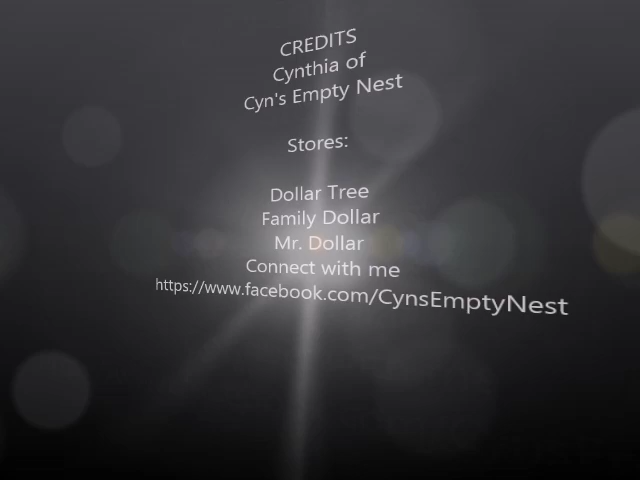 CREDITS
Cynthia of
Cyn's Empty Nest
Stores:
Dollar Tree
Family Dollar
Mr. Dollar
Connect with me
https://www.facebook.com/CynsEmptyNest